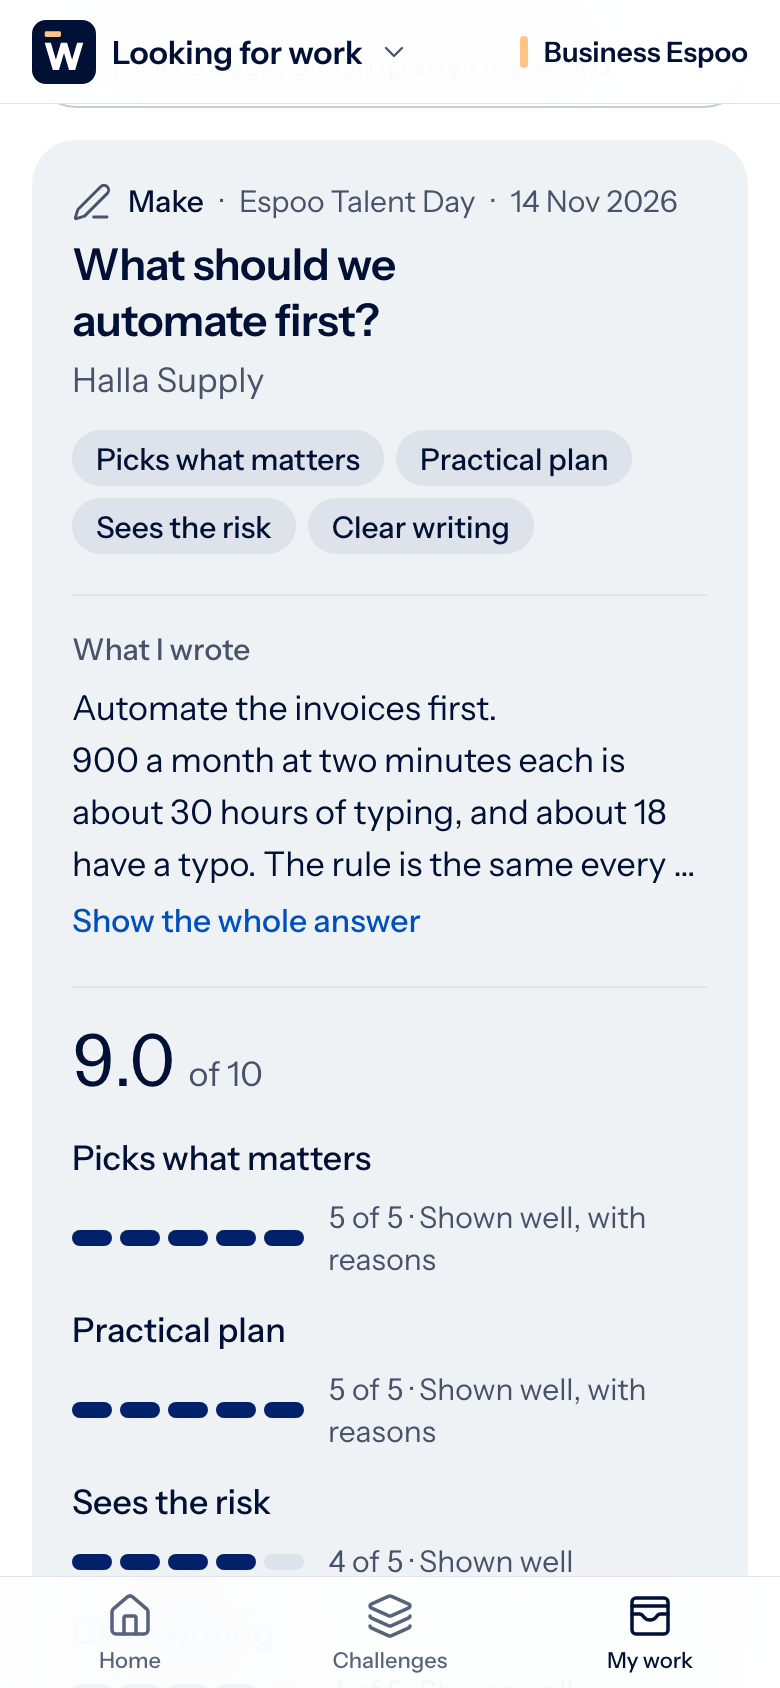 W
Looking for work
Business Espoo
Make · Espoo Talent Day · 14 Nov 2026
What should we
automate first?
Halla Supply
Picks what matters
Practical plan
Sees the risk
Clear writing
What I wrote
Automate the invoices first.
900 a month at two minutes each is
about 30 hours of typing, and about 18
have a typo. The rule is the same every ...
Show the whole answer
9.0 of 10
Picks what matters
5 of 5 · Shown well, with
reasons
Practical plan
5 of 5 · Shown well, with
reasons
Sees the risk
4 of 5 · Shown well
Clear writing
Home
Challenges
My work